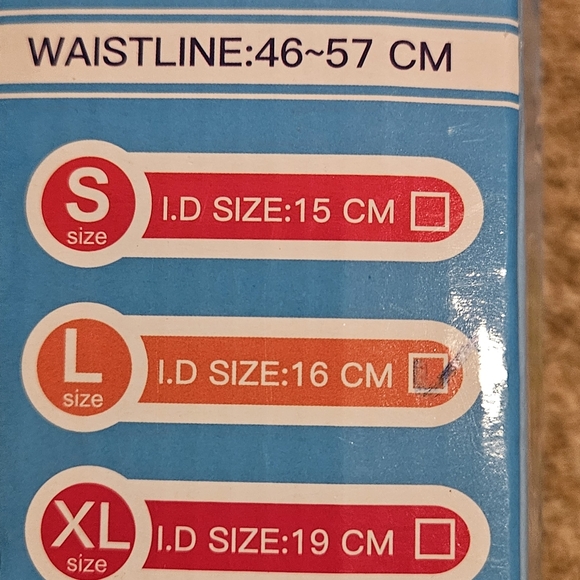 WAISTLINE:46~57 CM
S
size
I.D SIZE:15 CM
L
size
I.D SIZE:16 CM
XL
size
I.D SIZE:19 CM